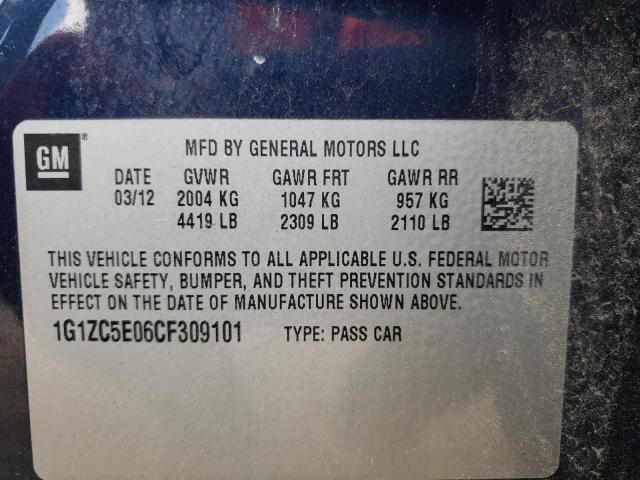 GM®
MFD BY GENERAL MOTORS LLC
DATE GVWR GAWR FRT GAWR RR
03/12 2004 KG 1047 KG 957 KG
4419 LB 2309 LB 2110 LB
THIS VEHICLE CONFORMS TO ALL APPLICABLE U.S. FEDERAL MOTOR
VEHICLE SAFETY, BUMPER, AND THEFT PREVENTION STANDARDS IN
EFFECT ON THE DATE OF MANUFACTURE SHOWN ABOVE.
1G1ZC5E06CF309101 TYPE: PASS CAR